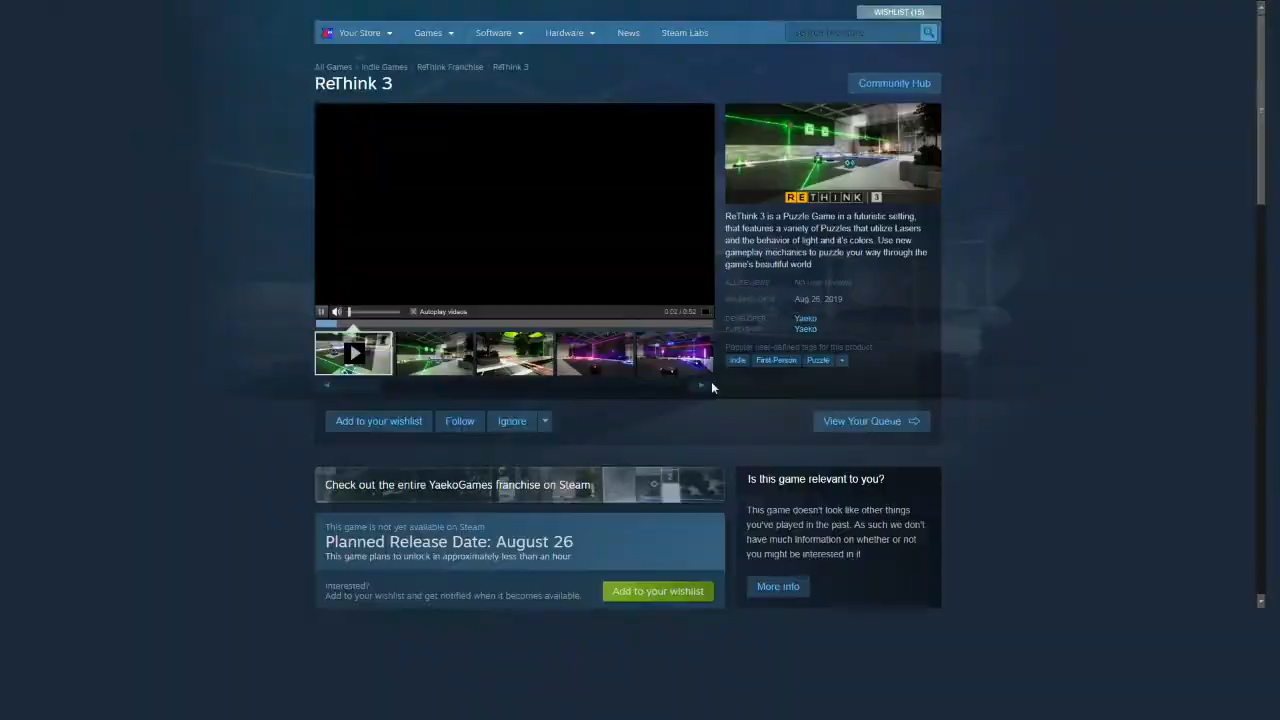 WISHLIST (15)
Your Store Games Software Hardware News Steam Labs
All Games > Indie Games > ReThink Franchise > ReThink 3
ReThink 3
Community Hub
RETHINK 3
ReThink 3 is a Puzzle Game in a futuristic setting,
that features a variety of Puzzles that utilize Lasers
and the behavior of light and it's colors. Use new
gameplay mechanics to puzzle your way through the
game's beautiful world
Aug 26, 2019
Autoplay videos
0:02 / 0:52
DEVELOPER: Yaeko
Yaeko
Popular user-defined tags for this product
Indie First-Person Puzzle +
Add to your wishlist Follow Ignore
View Your Queue
Check out the entire YaekoGames franchise on Steam
Is this game relevant to you?
This game doesn't look like other things
you've played in the past. As such we don't
have much information on whether or not
you might be interested in it
More info
This game is not yet available on Steam
Planned Release Date: August 26
This game plans to unlock in approximately less than an hour
Interested?
Add to your wishlist and get notified when it becomes available.
Add to your wishlist